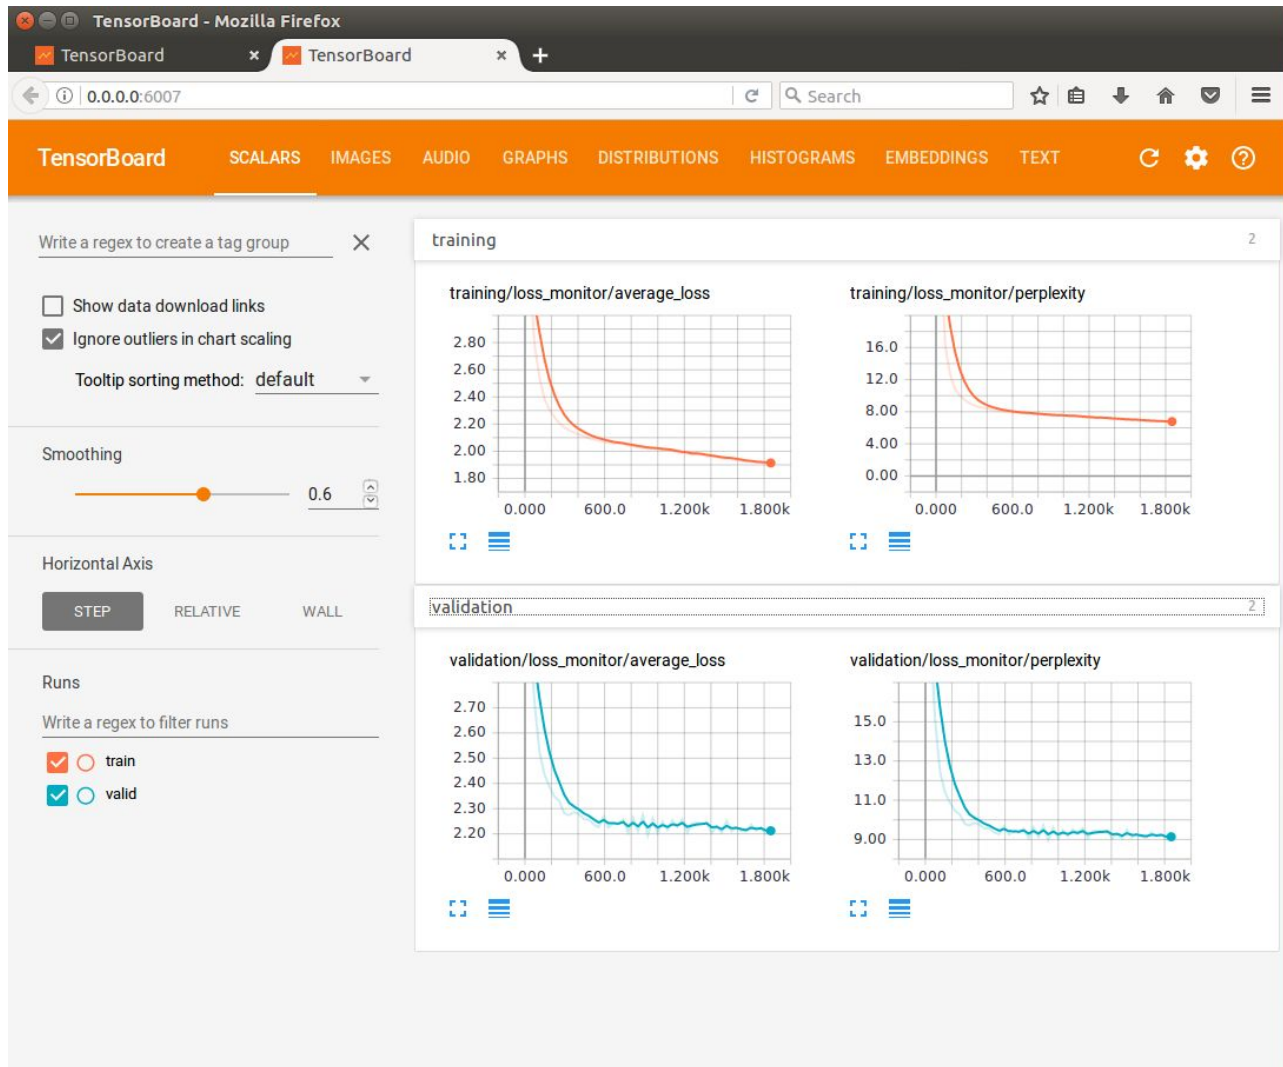 TensorBoard - Mozilla Firefox
TensorBoard × TensorBoard × +
0.0.0.0:6007 Search
TensorBoard SCALARS IMAGES AUDIO GRAPHS DISTRIBUTIONS HISTOGRAMS EMBEDDINGS TEXT
Write a regex to create a tag group
Show data download links
Ignore outliers in chart scaling
Tooltip sorting method: default
Smoothing
0.6
Horizontal Axis
STEP RELATIVE WALL
Runs
Write a regex to filter runs
train
valid
training 2
training/loss_monitor/average_loss
2.80
2.60
2.40
2.20
2.00
1.80
0.000 600.0 1.200k 1.800k
training/loss_monitor/perplexity
16.0
12.0
8.00
4.00
0.00
0.000 600.0 1.200k 1.800k
validation 2
validation/loss_monitor/average_loss
2.70
2.60
2.50
2.40
2.30
2.20
0.000 600.0 1.200k 1.800k
validation/loss_monitor/perplexity
15.0
13.0
11.0
9.00
0.000 600.0 1.200k 1.800k